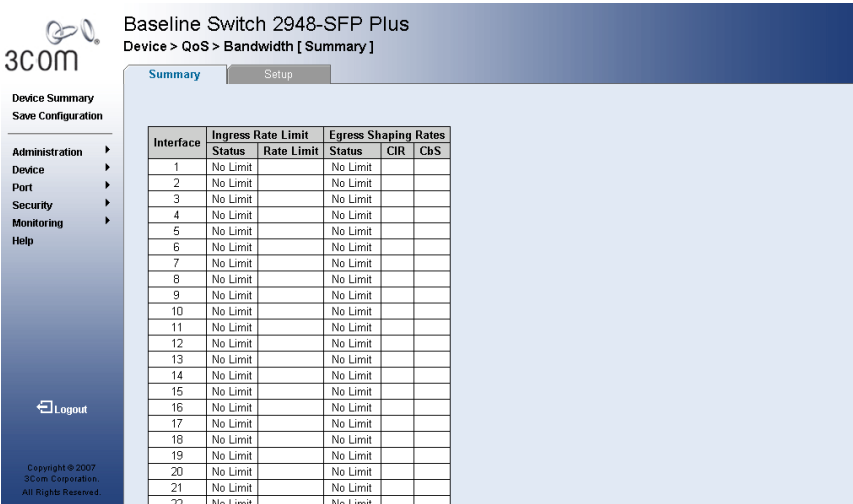 3COM
Baseline Switch 2948-SFP Plus
Device > QoS > Bandwidth [ Summary ]
Summary Setup
Device Summary
Save Configuration
Administration
Device
Port
Security
Monitoring
Help
Logout
Copyright © 2007
3Com Corporation.
All Rights Reserved.
Interface Ingress Rate Limit Egress Shaping Rates
Status Rate Limit Status CIR CbS
1 No Limit No Limit
2 No Limit No Limit
3 No Limit No Limit
4 No Limit No Limit
5 No Limit No Limit
6 No Limit No Limit
7 No Limit No Limit
8 No Limit No Limit
9 No Limit No Limit
10 No Limit No Limit
11 No Limit No Limit
12 No Limit No Limit
13 No Limit No Limit
14 No Limit No Limit
15 No Limit No Limit
16 No Limit No Limit
17 No Limit No Limit
18 No Limit No Limit
19 No Limit No Limit
20 No Limit No Limit
21 No Limit No Limit
22 No Limit No Limit